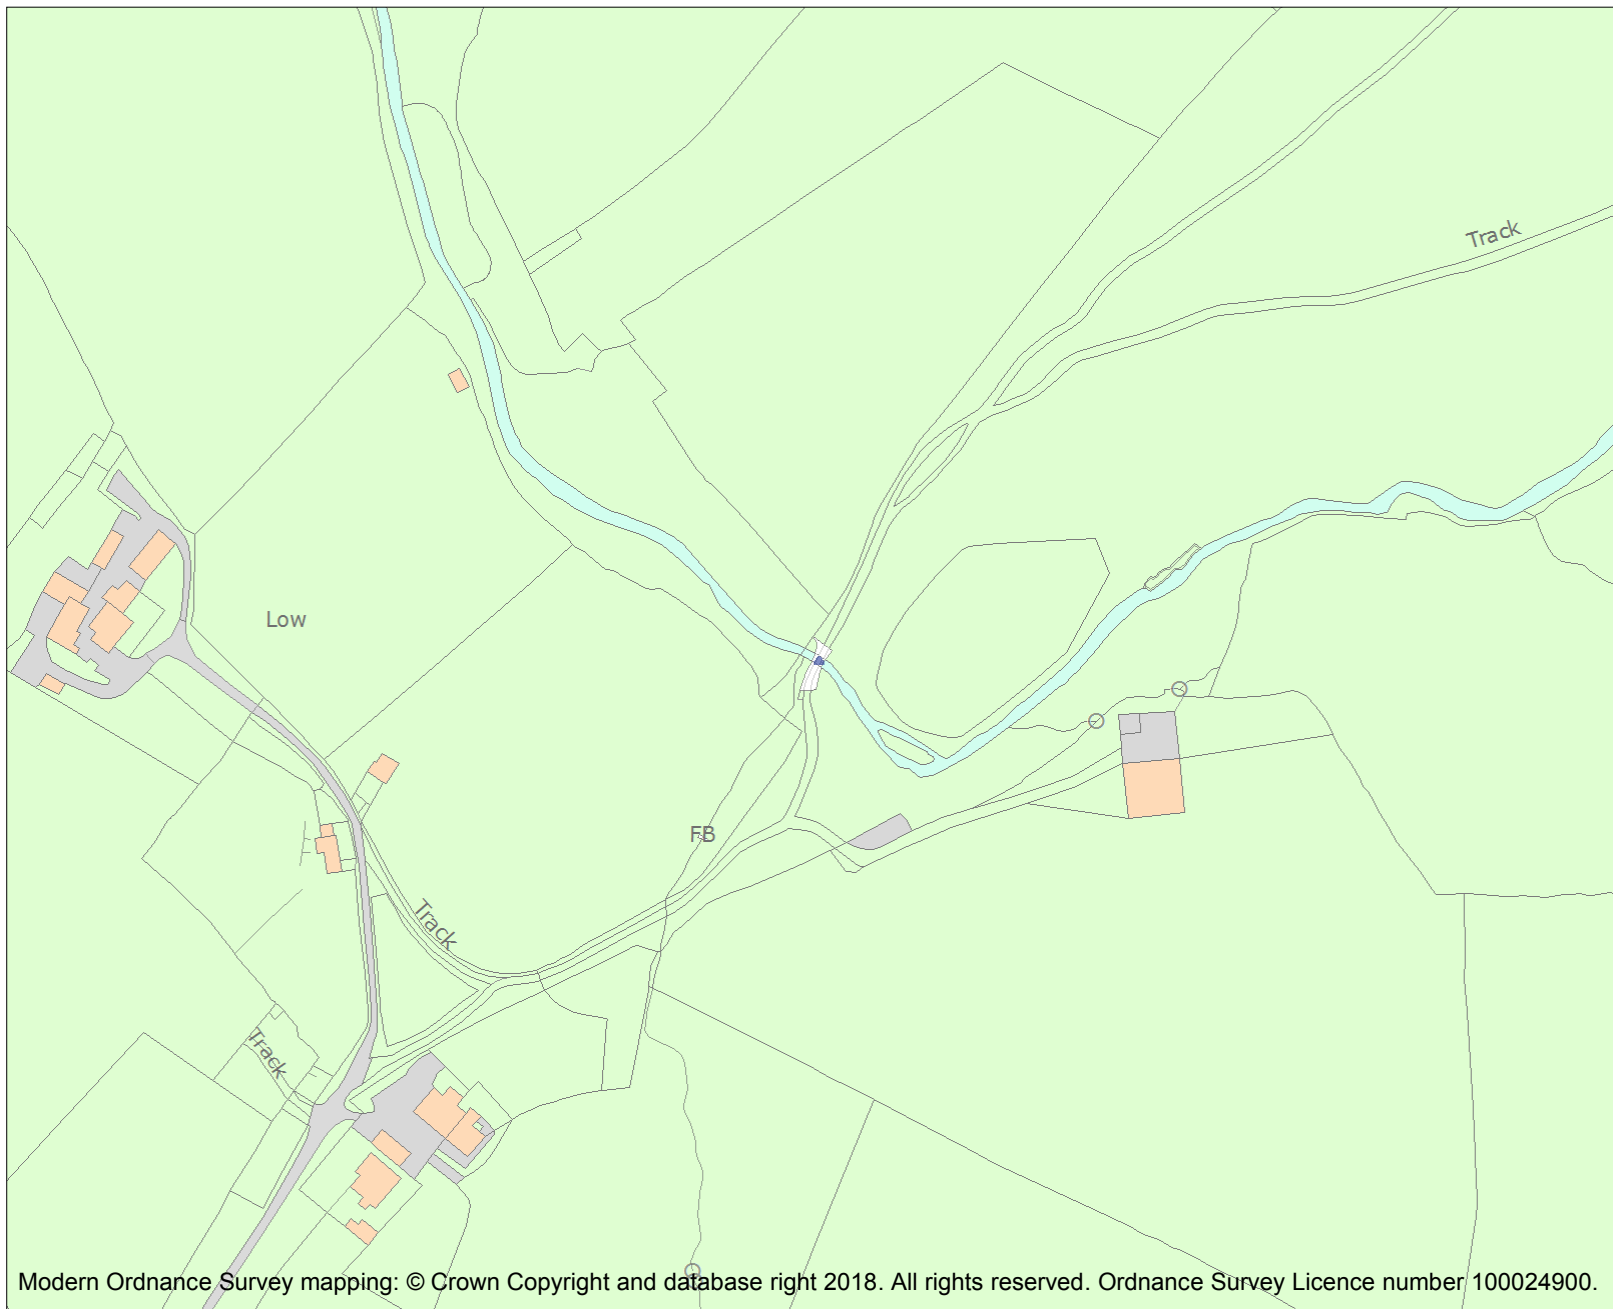 Track
Low
FB
Track
Track
Modern Ordnance Survey mapping: © Crown Copyright and database right 2018. All rights reserved. Ordnance Survey Licence number 100024900.